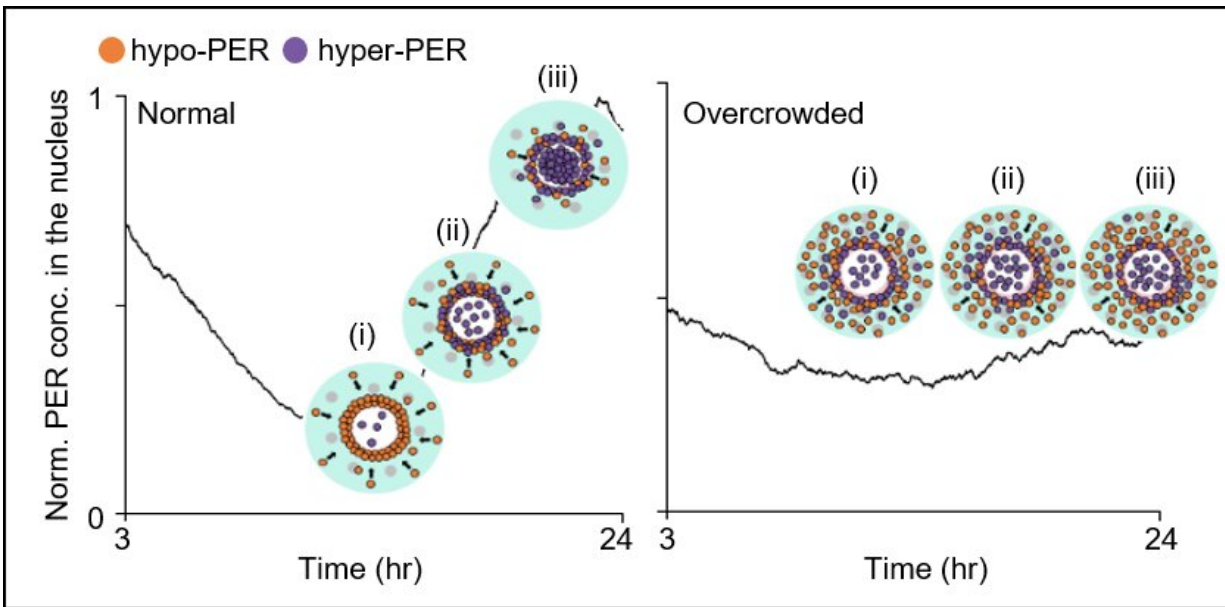 hypo-PER hyper-PER
Norm. PER conc. in the nucleus
1
0
Normal
(i)
(ii)
(iii)
3
24
Time (hr)
Overcrowded
(i)
(ii)
(iii)
3
24
Time (hr)